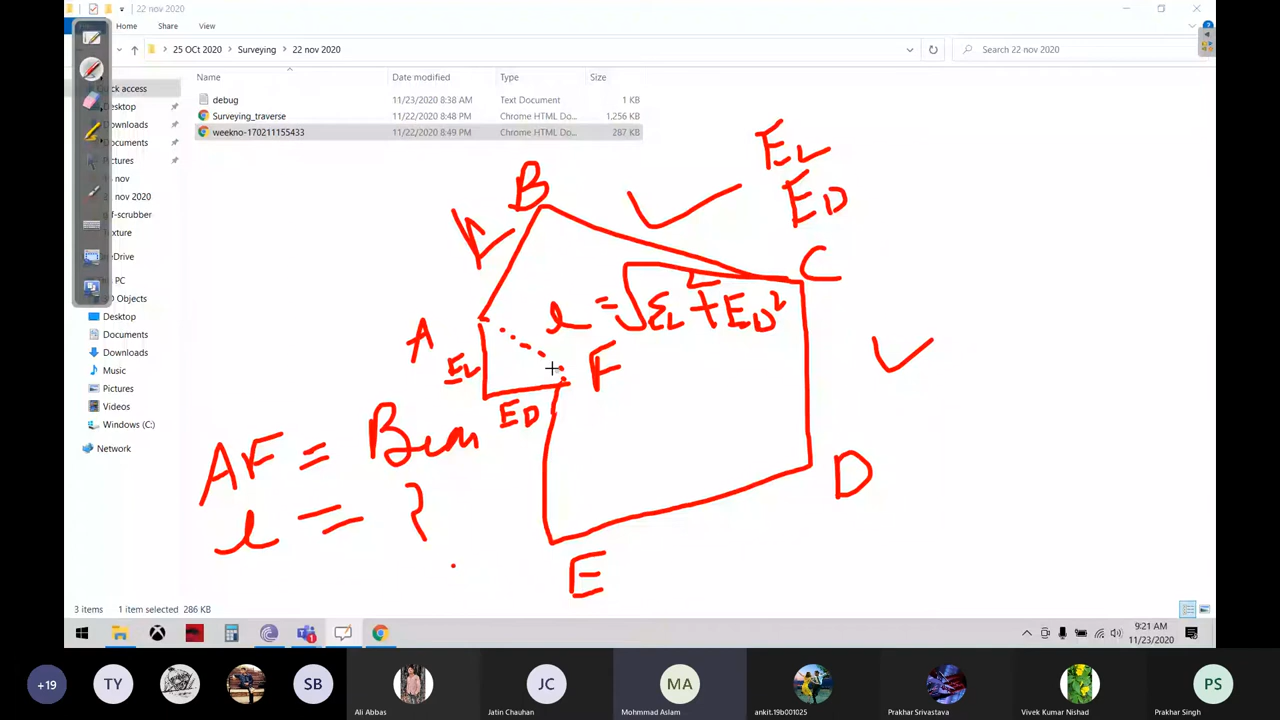 22 nov 2020
Home
Share
View
25 OCt 2020
Surveying
22 nov 2020
Search 22 nov 2020
Name
Date modified
Type
Size
debug
11/23/2020 8:38 AM
Text Document
1 KB
Surveying_traverse
11/22/2020 8:48 PM
Chrome HTML Do...
1,256 KB
weekno-170211155433
11/22/2020 8:49 PM
Chrome HTML Do...
287 KB
ck access
Desktop
Downloads
Documents
Pictures
nov
nov 2020
f-scrubber
xture
eDrive
PC
D Objects
Desktop
Documents
Downloads
Music
Pictures
Videos
Windows (C:)
Network
B
EL
ED
C
A
l = √EL² + ED²
EL
F
ED
AF = Bear
l = ?
D
E
3 items
1 item selected 286 KB
9:21 AM
11/23/2020
+19
TY
SB
Ali Abbas
JC
Jatin Chauhan
MA
Mohmmad Aslam
ankit.19b001025
Prakhar Srivastava
Vivek Kumar Nishad
PS
Prakhar Singh